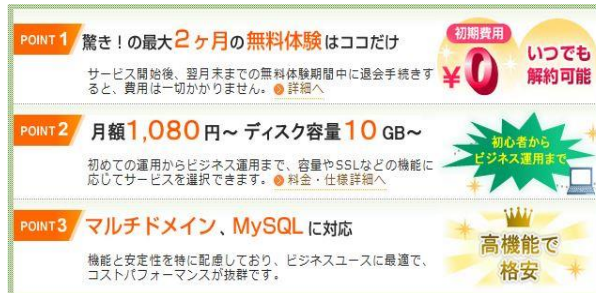 POINT 1 驚き！の最大2ヶ月の無料体験はココだけ
サービス開始後、翌月末までの無料体験期間中に退会手続きす
ると、費用は一切かかりません。 詳細へ
初期費用
¥0
いつでも
解約可能
POINT 2 月額1,080円～ ディスク容量10GB～
初めての運用からビジネス運用まで、容量やSSLなどの機能に
応じてサービスを選択できます。 料金・仕様詳細へ
初心者から
ビジネス運用まで
POINT 3 マルチドメイン、MySQLに対応
機能と安定性を特に配慮しており、ビジネスユースに最適で、
コストパフォーマンスが抜群です。
高機能で
格安